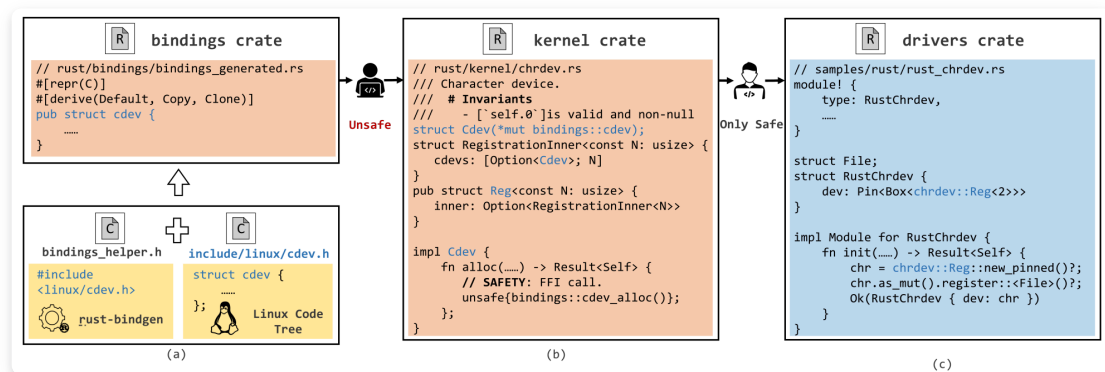 R
bindings crate
// rust/bindings/bindings_generated.rs
#[repr(C)]
#[derive(Default, Copy, Clone)]
pub struct cdev {
……
}
C
bindings_helper.h
#include
<linux/cdev.h>
rust-bindgen
C
include/linux/cdev.h
struct cdev {
……
};
Linux Code
Tree
(a)
</>
Unsafe
R
kernel crate
// rust/kernel/chrdev.rs
/// Character device.
/// # Invariants
/// - [`self.0`]is valid and non-null
struct Cdev(*mut bindings::cdev);
struct RegistrationInner<const N: usize> {
cdevs: [Option<Cdev>; N]
}
pub struct Reg<const N: usize> {
inner: Option<RegistrationInner<N>>
}
impl Cdev {
fn alloc(……) -> Result<Self> {
// SAFETY: FFI call.
unsafe{bindings::cdev_alloc()};
};
}
(b)
</>
Only Safe
R
drivers crate
// samples/rust/rust_chrdev.rs
module! {
type: RustChrdev,
……
}
struct File;
struct RustChrdev {
dev: Pin<Box<chrdev::Reg<2>>>
}
impl Module for RustChrdev {
fn init(……) -> Result<Self> {
chr = chrdev::Reg::new_pinned()?;
chr.as_mut().register::<File>()?;
Ok(RustChrdev { dev: chr })
}
}
(c)